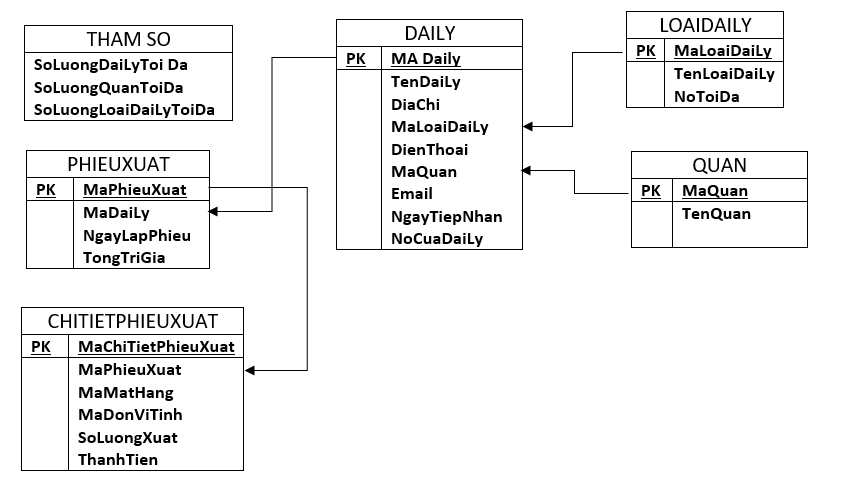 THAM SO
SoLuongDaiLyToi Da
SoLuongQuanToiDa
SoLuongLoaiDaiLyToiDa
DAILY
PK MA Daily
TenDaiLy
DiaChi
MaLoaiDaiLy
DienThoai
MaQuan
Email
NgayTiepNhan
NoCuaDaiLy
LOAIDAILY
PK MaLoaiDaiLy
TenLoaiDaiLy
NoToiDa
PHIEUXUAT
PK MaPhieuXuat
MaDaiLy
NgayLapPhieu
TongTriGia
QUAN
PK MaQuan
TenQuan
CHITIETPHIEUXUAT
PK MaChiTietPhieuXuat
MaPhieuXuat
MaMatHang
MaDonViTinh
SoLuongXuat
ThanhTien